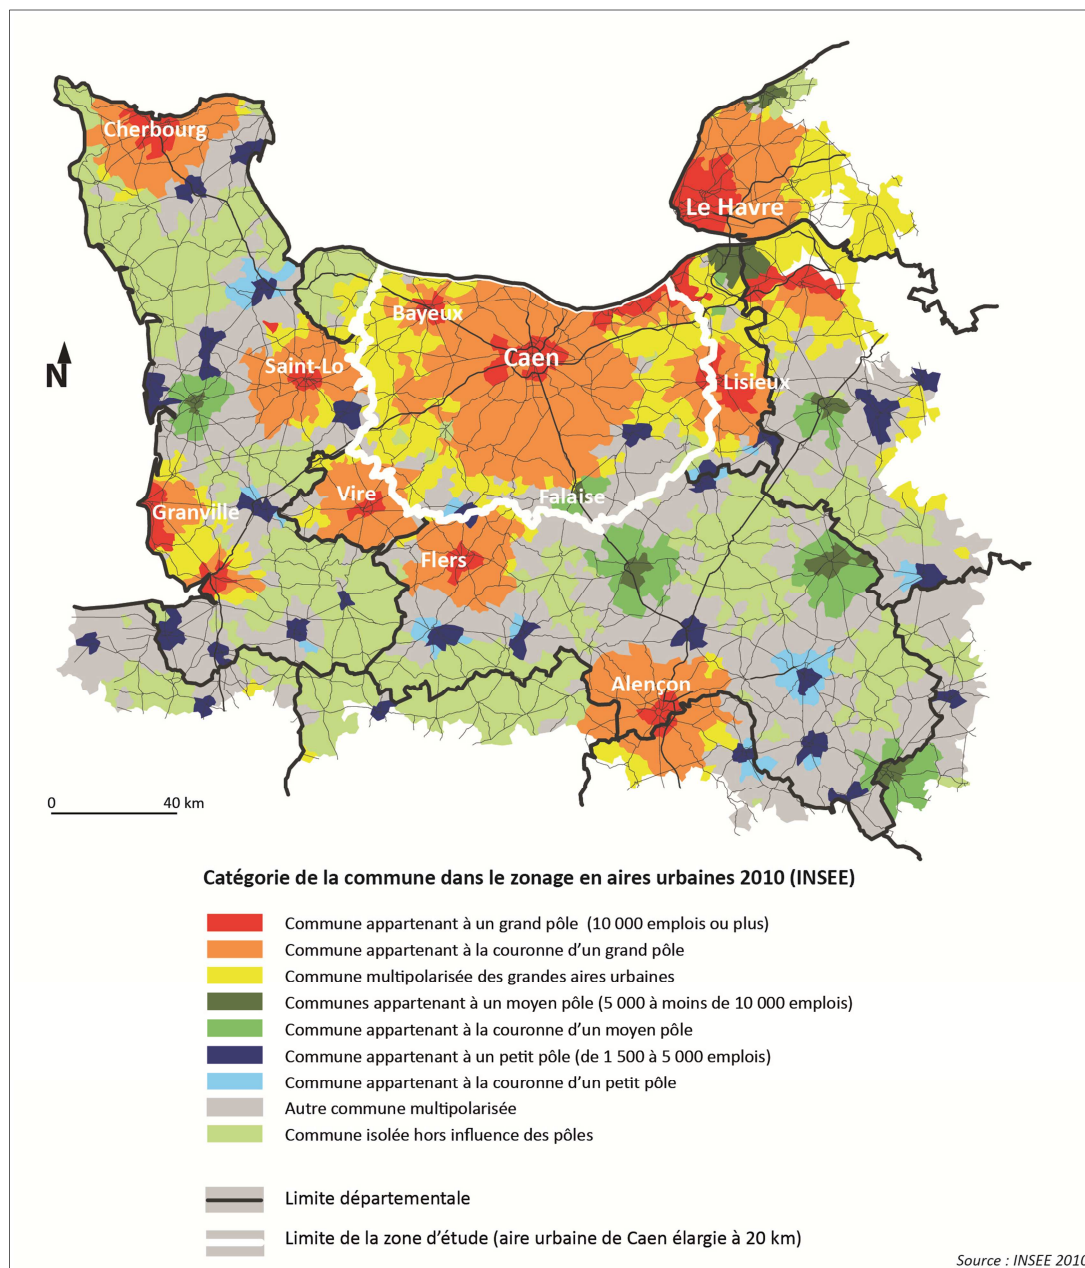 Cherbourg
Le Havre
Bayeux
Caen
Saint-Lo
Lisieux
N
Vire
Falaise
Granville
Flers
Alençon
0 40 km
Catégorie de la commune dans le zonage en aires urbaines 2010 (INSEE)
Commune appartenant à un grand pôle (10 000 emplois ou plus)
Commune appartenant à la couronne d'un grand pôle
Commune multipolarisée des grandes aires urbaines
Communes appartenant à un moyen pôle (5 000 à moins de 10 000 emplois)
Commune appartenant à la couronne d'un moyen pôle
Commune appartenant à un petit pôle (de 1 500 à 5 000 emplois)
Commune appartenant à la couronne d'un petit pôle
Autre commune multipolarisée
Commune isolée hors influence des pôles
Limite départementale
Limite de la zone d'étude (aire urbaine de Caen élargie à 20 km)
Source : INSEE 2010